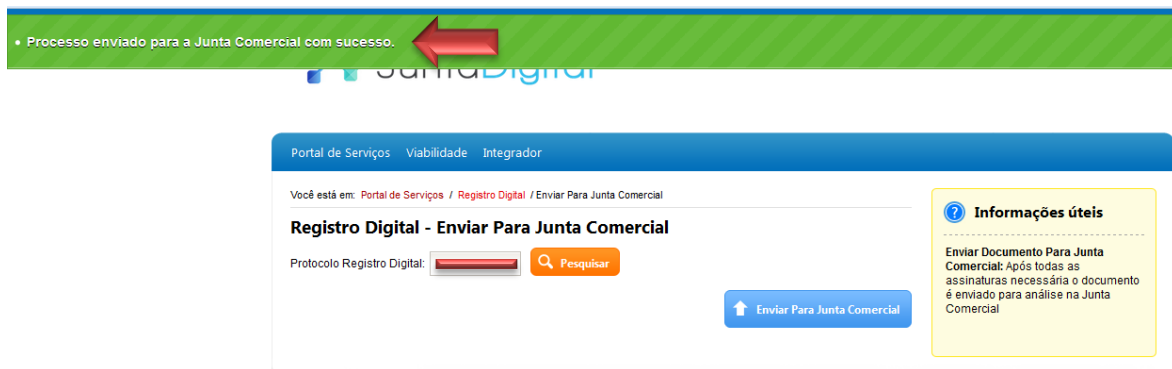 • Processo enviado para a Junta Comercial com sucesso.
JuntaDigital
Portal de Serviços Viabilidade Integrador
Você está em: Portal de Serviços / Registro Digital / Enviar Para Junta Comercial
Registro Digital - Enviar Para Junta Comercial
Protocolo Registro Digital:
Pesquisar
Enviar Para Junta Comercial
? Informações úteis
Enviar Documento Para Junta
Comercial: Após todas as
assinaturas necessária o documento
é enviado para análise na Junta
Comercial